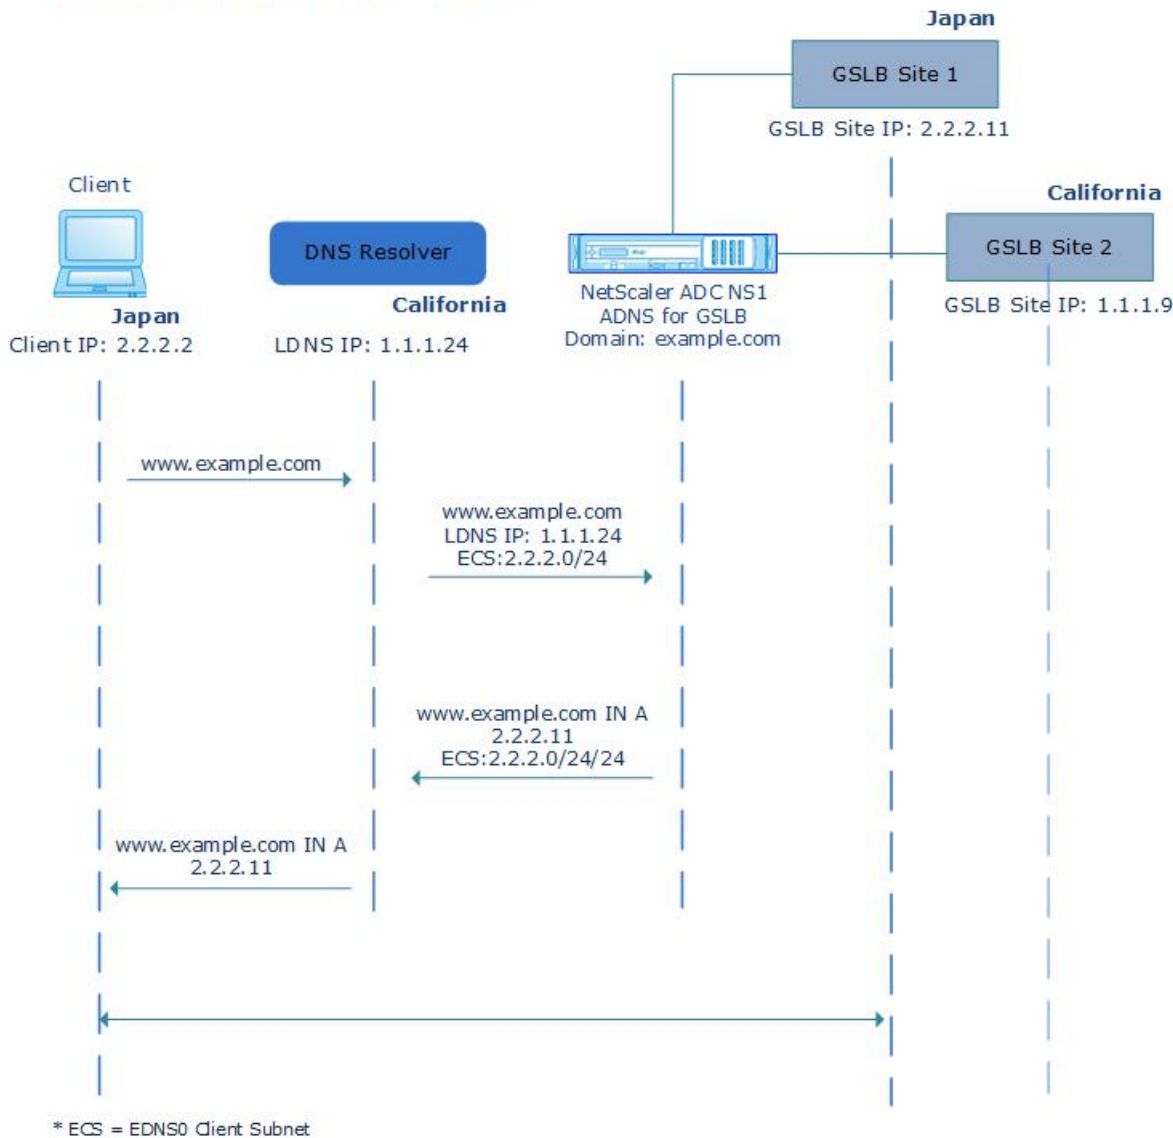 Japan
GSLB Site 1
GSLB Site IP: 2.2.2.11
Client
California
DNS Resolver
GSLB Site 2
NetScaler ADC NS1
ADNS for GSLB
Domain: example.com
Japan
Client IP: 2.2.2.2
California
LDNS IP: 1.1.1.24
GSLB Site IP: 1.1.1.9
www.example.com
www.example.com
LDNS IP: 1.1.1.24
ECS:2.2.2.0/24
www.example.com IN A
2.2.2.11
ECS:2.2.2.0/24/24
www.example.com IN A
2.2.2.11
* ECS = EDNS0 Client Subnet